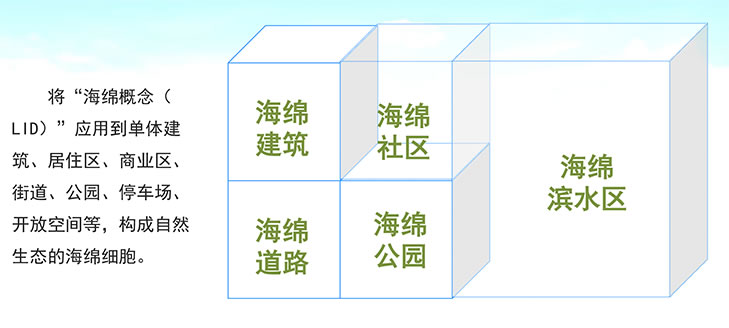 将“海绵概念（
LID）”应用到单体建
筑、居住区、商业区、
街道、公园、停车场、
开放空间等，构成自然
生态的海绵细胞。
海绵
建筑
海绵
社区
海绵
滨水区
海绵
道路
海绵
公园